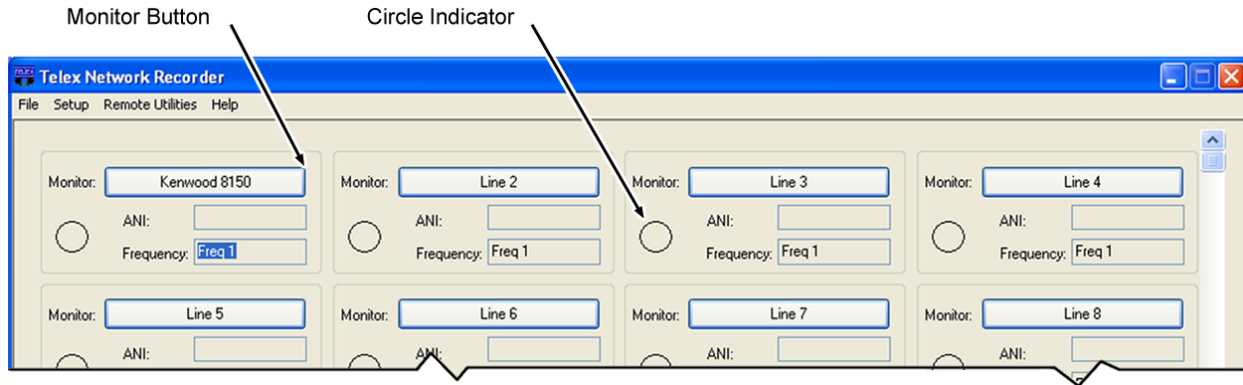 Monitor Button Circle Indicator
TELEX Telex Network Recorder
File Setup Remote Utilities Help
Monitor: Kenwood 8150 Monitor: Line 2 Monitor: Line 3 Monitor: Line 4
ANI: ANI: ANI: ANI:
Frequency: Freq 1 Frequency: Freq 1 Frequency: Freq 1 Frequency: Freq 1
Monitor: Line 5 Monitor: Line 6 Monitor: Line 7 Monitor: Line 8
ANI: ANI: ANI: ANI: